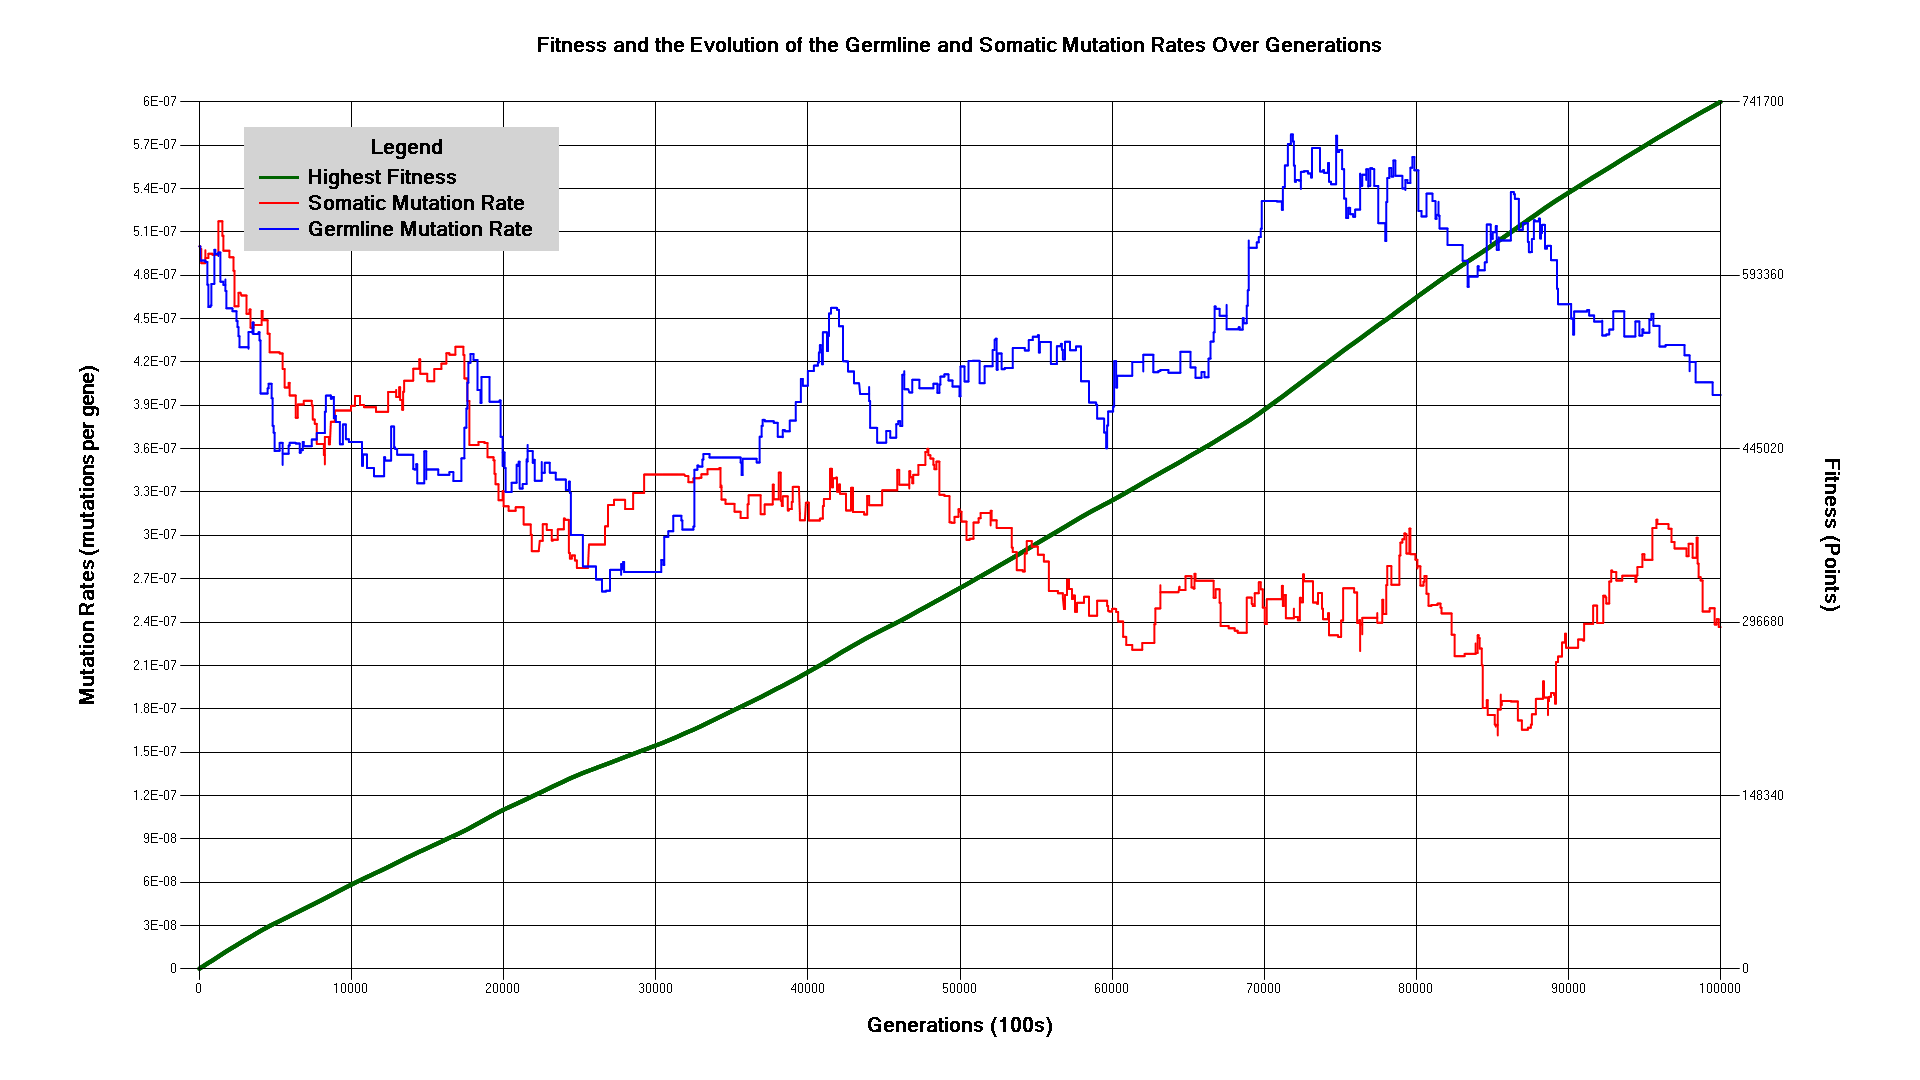 Fitness and the Evolution of the Germline and Somatic Mutation Rates Over Generations
Legend
Highest Fitness
Somatic Mutation Rate
Germline Mutation Rate
Mutation Rates (mutations per gene)
6E-07
5.7E-07
5.4E-07
5.1E-07
4.8E-07
4.5E-07
4.2E-07
3.9E-07
3.6E-07
3.3E-07
3E-07
2.7E-07
2.4E-07
2.1E-07
1.8E-07
1.5E-07
1.2E-07
9E-08
6E-08
3E-08
0
741700
593360
445020
296680
148340
0
Fitness (Points)
0 10000 20000 30000 40000 50000 60000 70000 80000 90000 100000
Generations (100s)